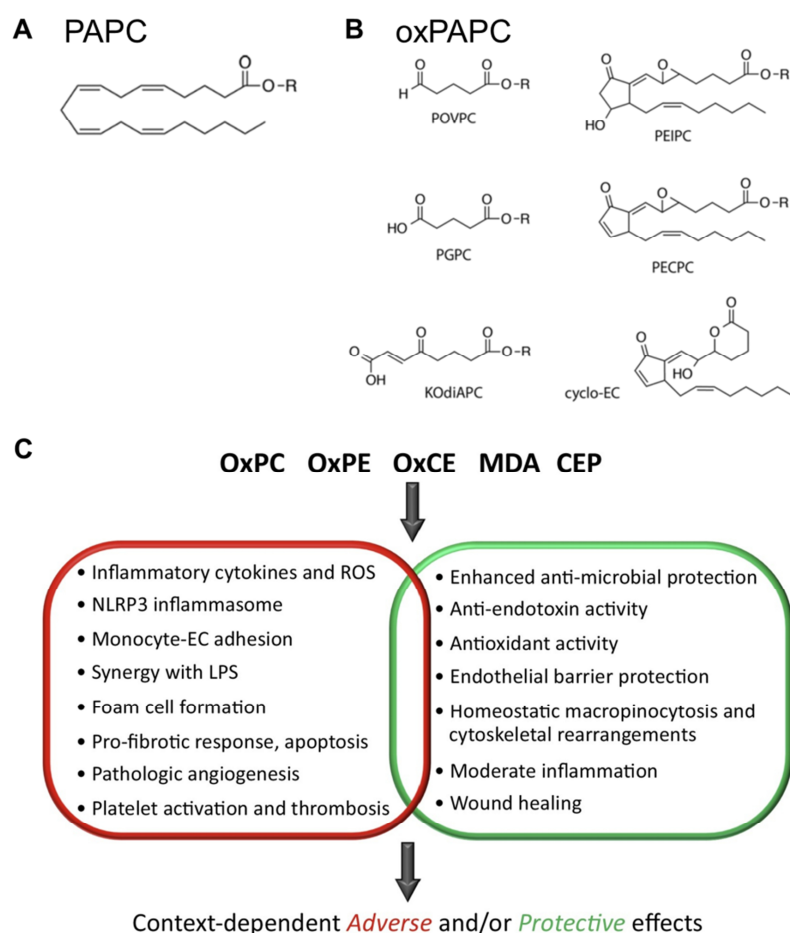 A PAPC
O
O-R
B oxPAPC
O
H
O
O-R
POVPC
O
O
O
O-R
HO
PEIPC
O
HO
O
O-R
PGPC
O
O
O
O-R
PECPC
O
OH
O
O
O-R
KOdiAPC
O
O
O
HO
cyclo-EC
C
OxPC OxPE OxCE MDA CEP
• Inflammatory cytokines and ROS
• NLRP3 inflammasome
• Monocyte-EC adhesion
• Synergy with LPS
• Foam cell formation
• Pro-fibrotic response, apoptosis
• Pathologic angiogenesis
• Platelet activation and thrombosis
• Enhanced anti-microbial protection
• Anti-endotoxin activity
• Antioxidant activity
• Endothelial barrier protection
• Homeostatic macropinocytosis and
cytoskeletal rearrangements
• Moderate inflammation
• Wound healing
Context-dependent Adverse and/or Protective effects